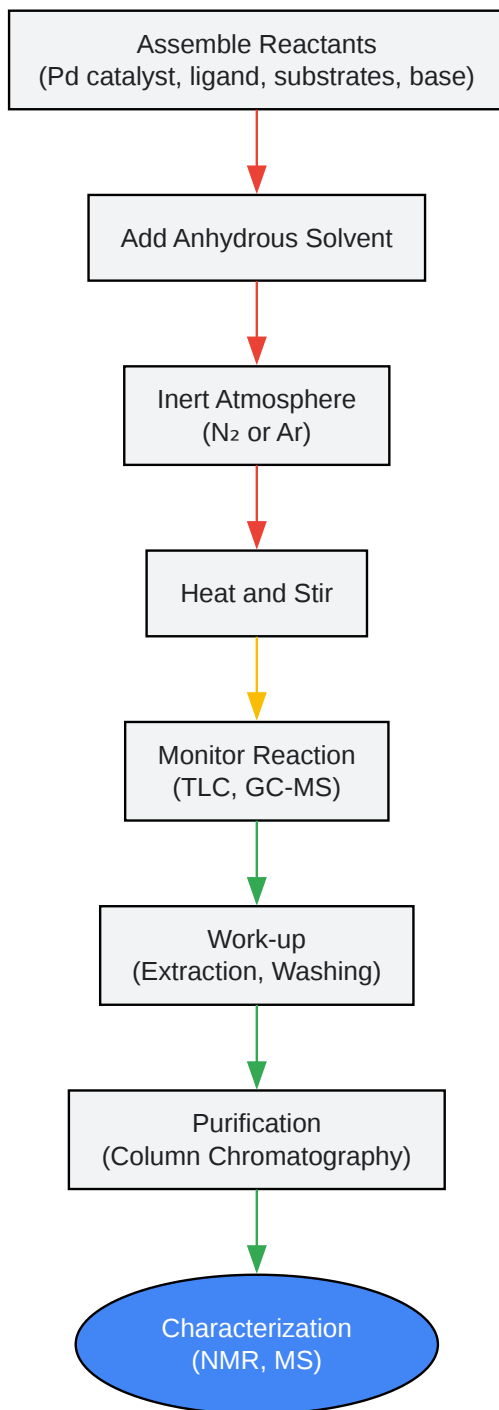 Assemble Reactants
(Pd catalyst, ligand, substrates, base)
Add Anhydrous Solvent
Inert Atmosphere
(N₂ or Ar)
Heat and Stir
Monitor Reaction
(TLC, GC-MS)
Work-up
(Extraction, Washing)
Purification
(Column Chromatography)
Characterization
(NMR, MS)